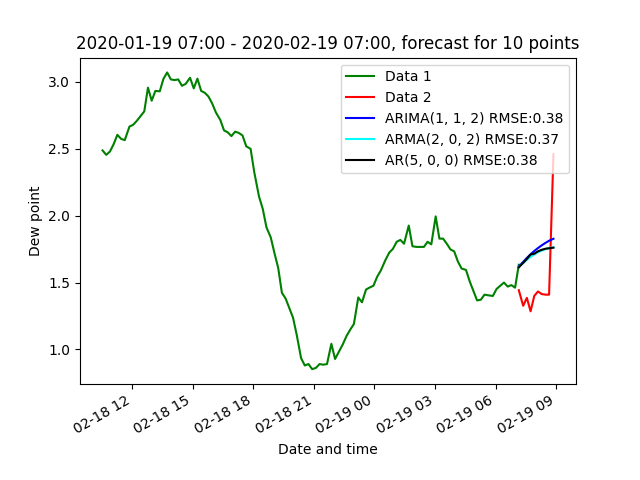 2020-01-19 07:00 - 2020-02-19 07:00, forecast for 10 points
Data 1
Data 2
ARIMA(1, 1, 2) RMSE:0.38
ARMA(2, 0, 2) RMSE:0.37
AR(5, 0, 0) RMSE:0.38
Dew point
3.0
2.5
2.0
1.5
1.0
02-18 12
02-18 15
02-18 18
02-18 21
02-19 00
02-19 03
02-19 06
02-19 09
Date and time